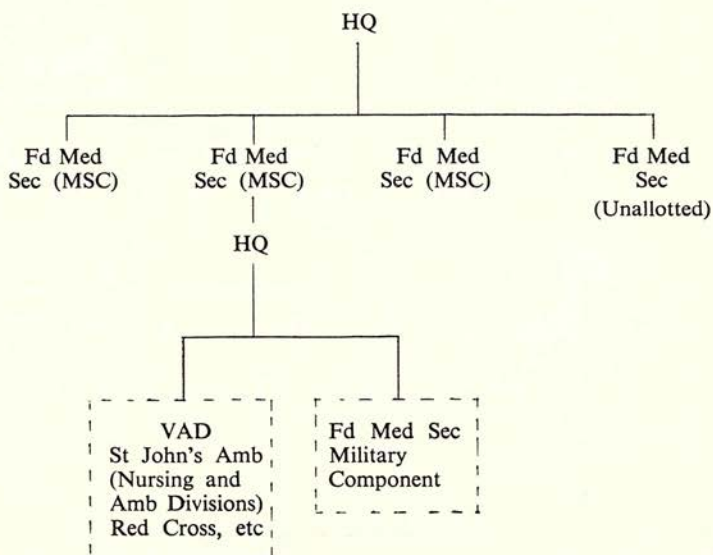 HQ
Fd Med
Sec (MSC)
Fd Med
Sec (MSC)
Fd Med
Sec (MSC)
Fd Med
Sec
(Unallotted)
HQ
VAD
St John's Amb
(Nursing and
Amb Divisions)
Red Cross, etc
Fd Med Sec
Military
Component